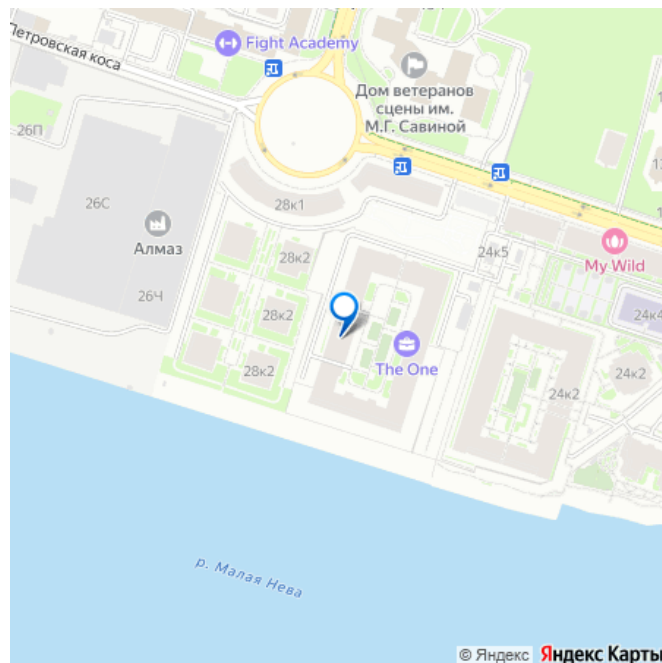 Петровская коса
Fight Academy
Дом ветеранов
сцены им.
М.Г. Савиной
26П
26С
28к1
Алмаз
24к5
My Wild
28к2
26Ч
28к2
24к4
The One
28к2
24к2
24к2
р. Малая Нева
© Яндекс Яндекс Карты